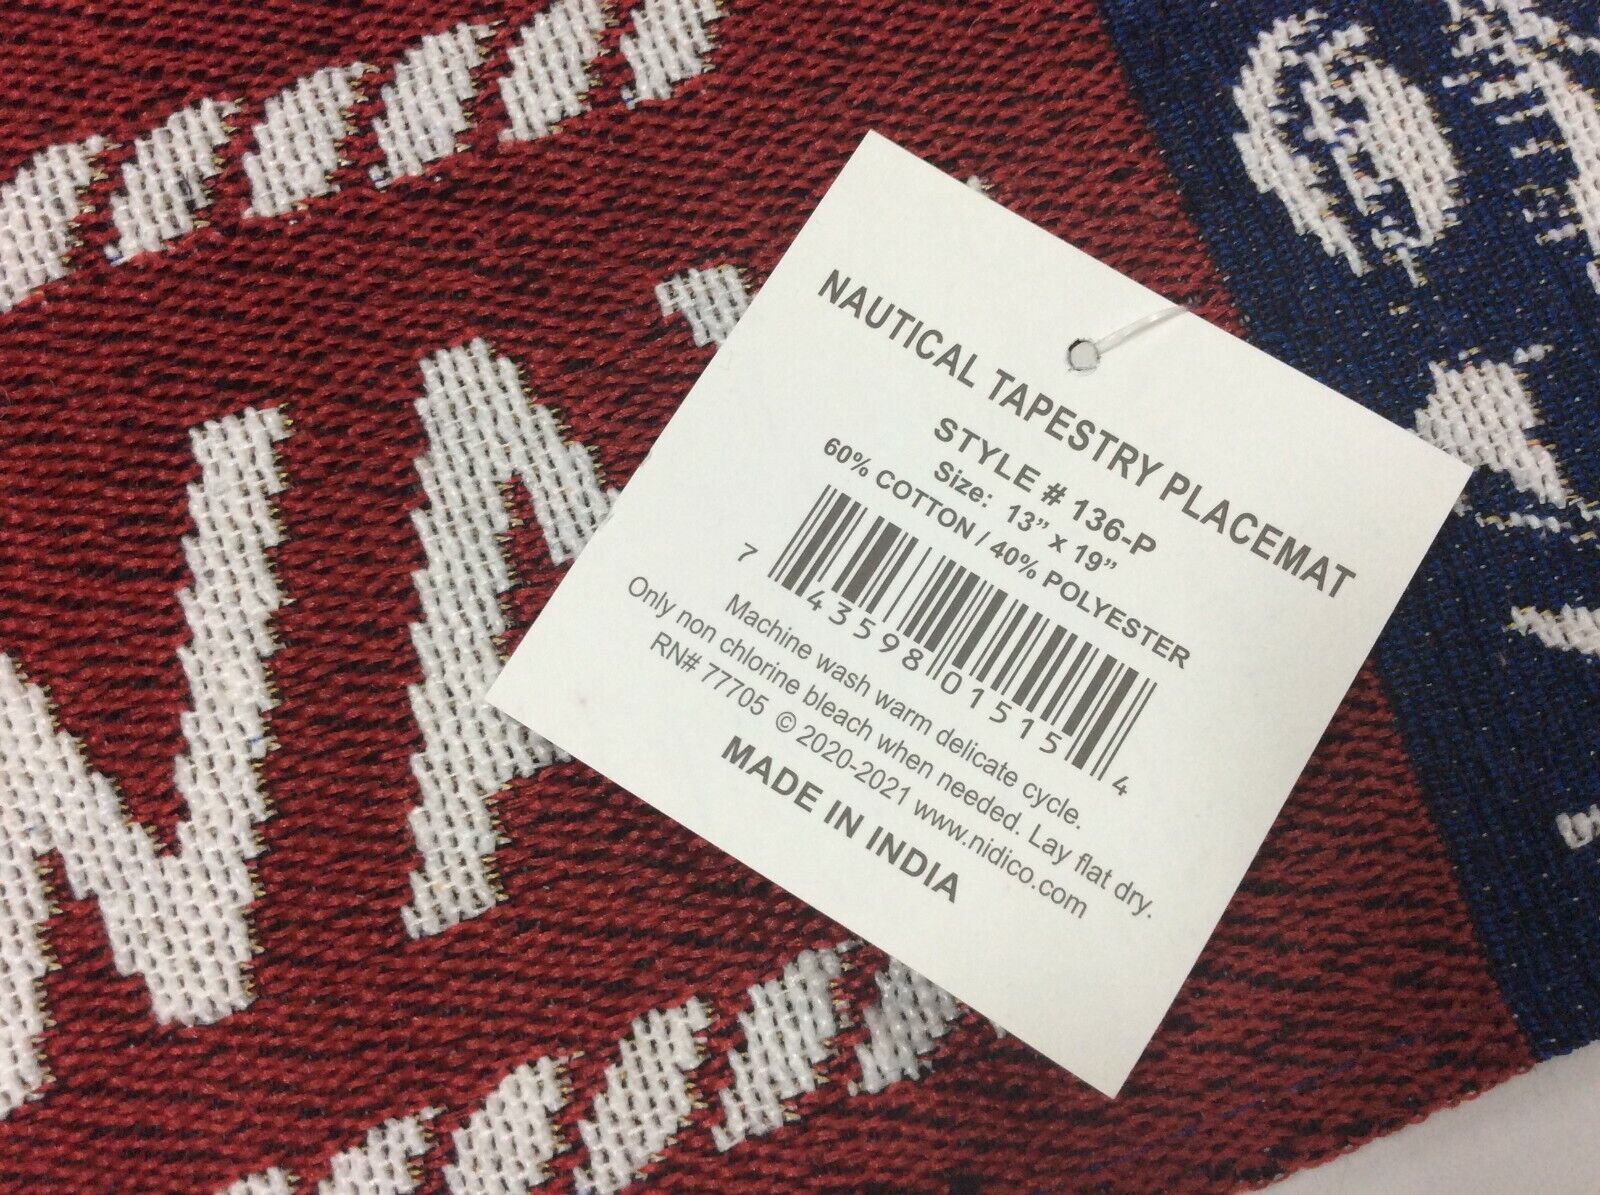 NAUTICAL TAPESTRY PLACEMAT
STYLE # 136-P
Size: 13” x 19”
60% COTTON / 40% POLYESTER
7 43598 01515 4
Machine wash warm delicate cycle.
Only non chlorine bleach when needed. Lay flat dry.
RN# 77705 © 2020-2021 www.nidico.com
MADE IN INDIA